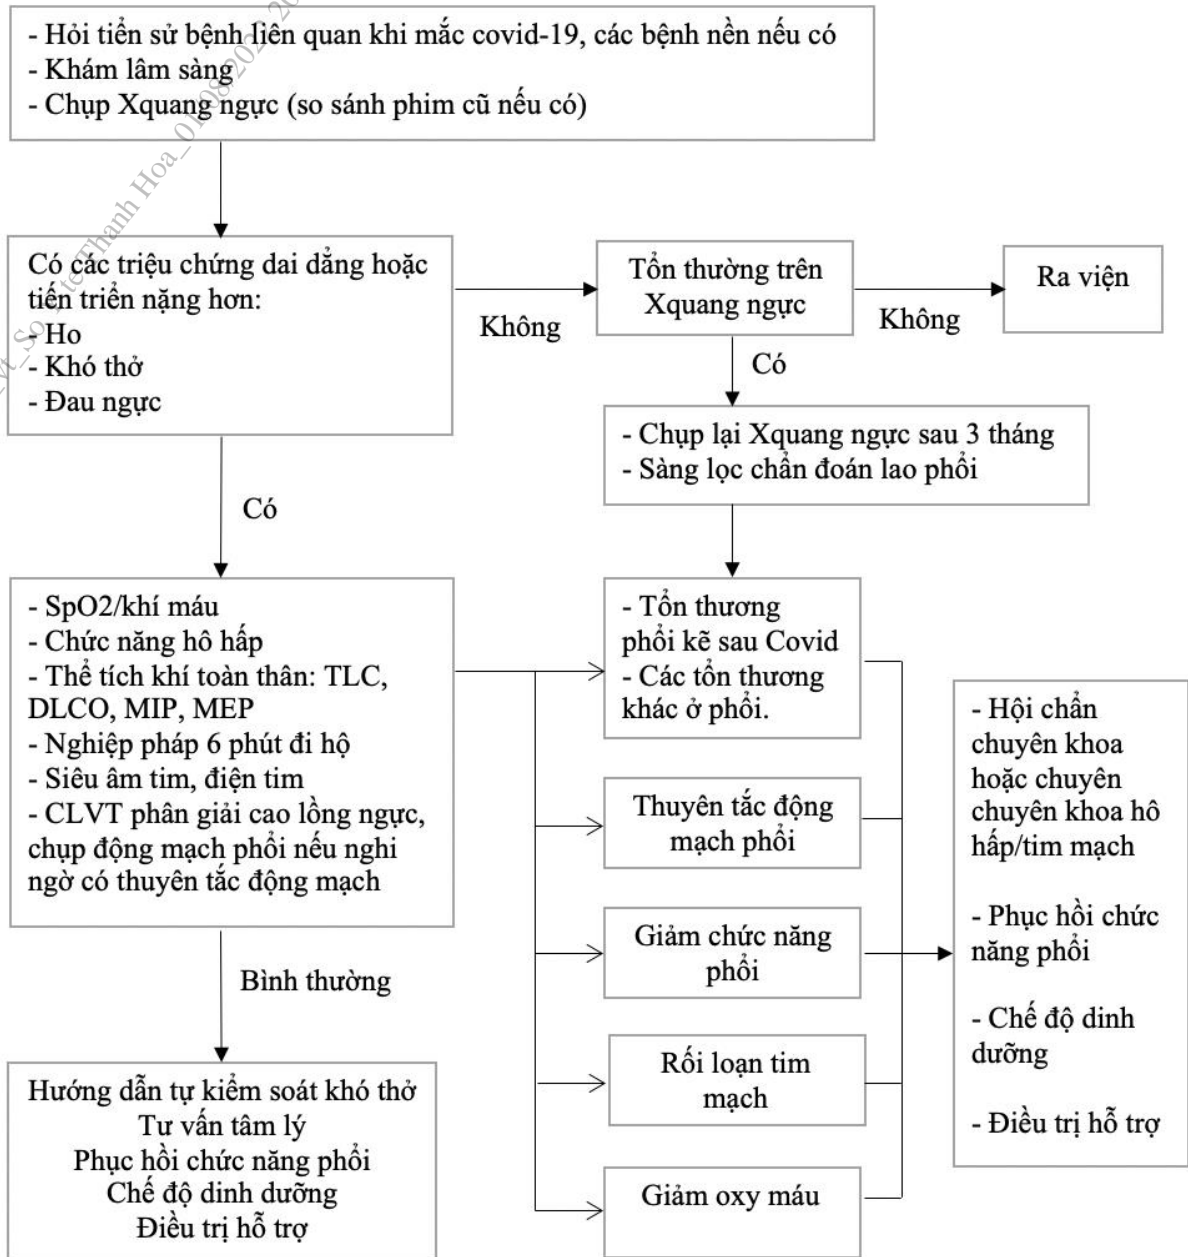 - Hỏi tiền sử bệnh liên quan khi mắc covid-19, các bệnh nền nếu có
- Khám lâm sàng
- Chụp Xquang ngực (so sánh phim cũ nếu có)
Có các triệu chứng dai dẳng hoặc
tiến triển nặng hơn:
- Ho
- Khó thở
- Đau ngực
Không
Tổn thường trên
Xquang ngực
Không
Ra viện
Có
- Chụp lại Xquang ngực sau 3 tháng
- Sàng lọc chẩn đoán lao phổi
Có
- SpO2/khí máu
- Chức năng hô hấp
- Thể tích khí toàn thân: TLC,
DLCO, MIP, MEP
- Nghiệp pháp 6 phút đi hộ
- Siêu âm tim, điện tim
- CLVT phân giải cao lồng ngực,
chụp động mạch phổi nếu nghi
ngờ có thuyên tắc động mạch
- Tổn thương
phổi kẽ sau Covid
- Các tổn thương
khác ở phổi.
Thuyên tắc động
mạch phổi
Giảm chức năng
phổi
Rối loạn tim
mạch
Giảm oxy máu
- Hội chẩn
chuyên khoa
hoặc chuyên
chuyên khoa hô
hấp/tim mạch
- Phục hồi chức
năng phổi
- Chế độ dinh
dưỡng
- Điều trị hỗ trợ
Bình thường
Hướng dẫn tự kiểm soát khó thở
Tư vấn tâm lý
Phục hồi chức năng phổi
Chế độ dinh dưỡng
Điều trị hỗ trợ